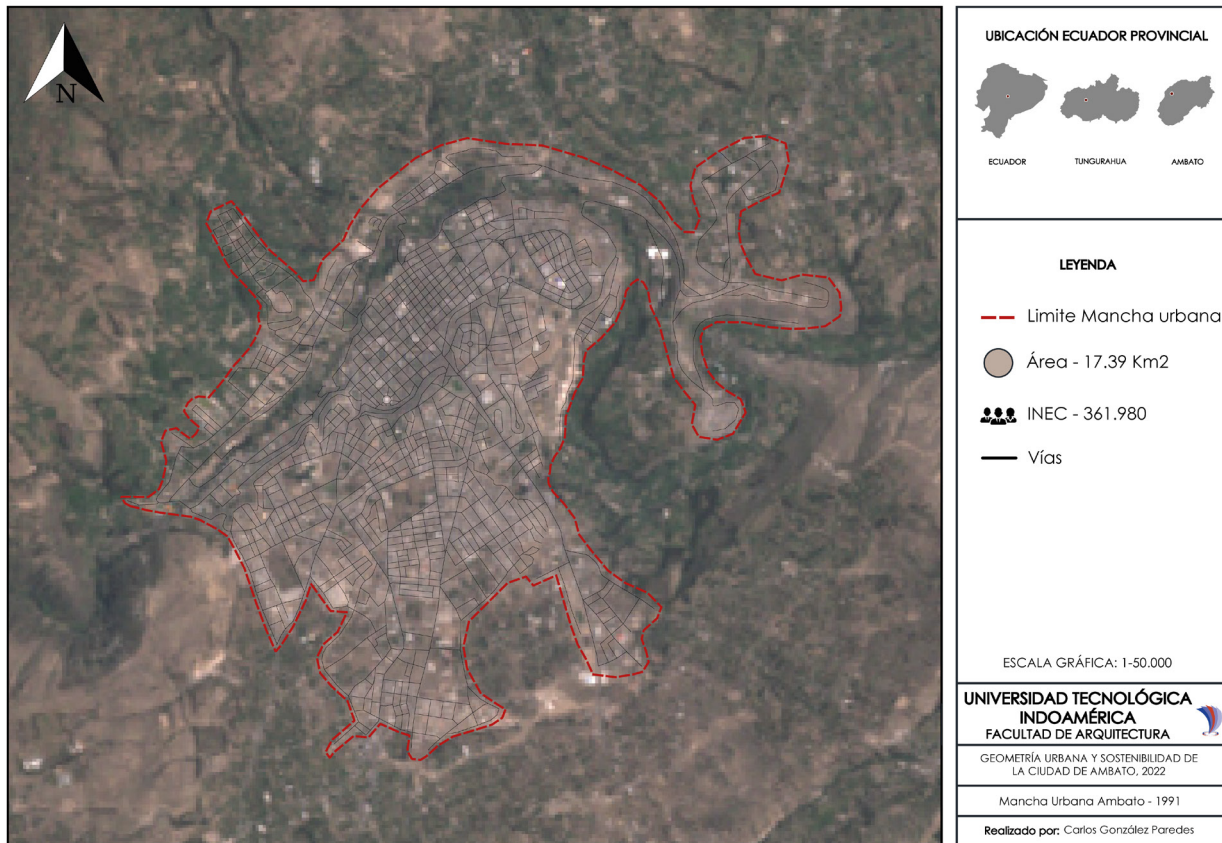 N
UBICACIÓN ECUADOR PROVINCIAL
ECUADOR
TUNGURAHUA
AMBATO
LEYENDA
Limite Mancha urbana
Área - 17.39 Km2
INEC - 361.980
Vías
ESCALA GRÁFICA: 1-50.000
UNIVERSIDAD TECNOLÓGICA
INDOAMÉRICA
FACULTAD DE ARQUITECTURA
GEOMETRÍA URBANA Y SOSTENIBILIDAD DE
LA CIUDAD DE AMBATO, 2022
Mancha Urbana Ambato - 1991
Realizado por: Carlos González Paredes